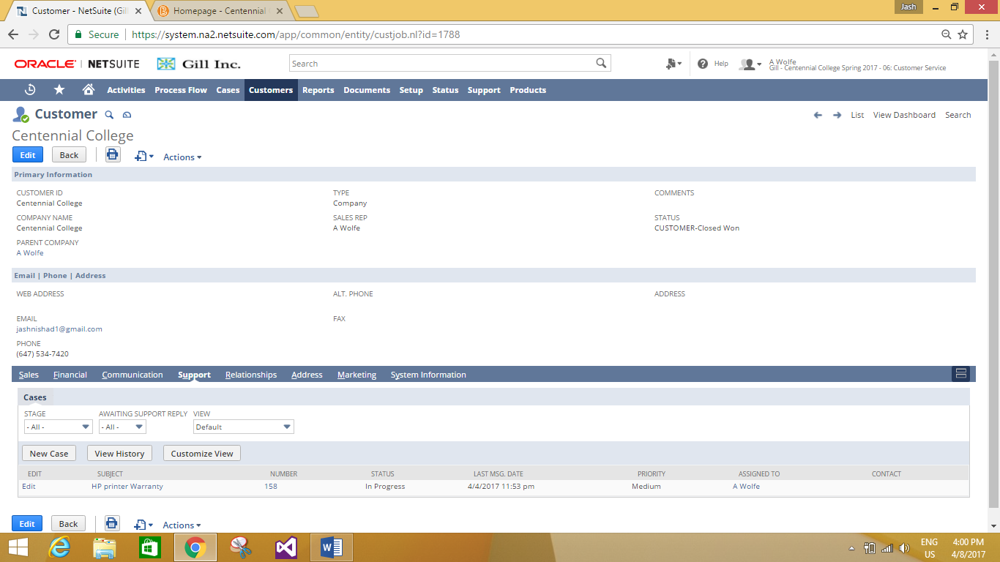 Customer - NetSuite (Gil
Homepage - Centennial
Jash
Secure https://system.na2.netsuite.com/app/common/entity/custjob.nl?id=1788
ORACLE NETSUITE Gill Inc. Search Help A Wolfe
Gill - Centennial College Spring 2017 - 06: Customer Service
Activities Process Flow Cases Customers Reports Documents Setup Status Support Products
Customer List View Dashboard Search
Centennial College
Edit Back Actions
Primary Information
CUSTOMER ID TYPE COMMENTS
Centennial College Company
COMPANY NAME SALES REP STATUS
Centennial College A Wolfe CUSTOMER-Closed Won
PARENT COMPANY
A Wolfe
Email | Phone | Address
WEB ADDRESS ALT. PHONE ADDRESS
EMAIL FAX
jashnishad1@gmail.com
PHONE
(647) 534-7420
Sales Financial Communication Support Relationships Address Marketing System Information
Cases
STAGE AWAITING SUPPORT REPLY VIEW
- All - - All - Default
New Case View History Customize View
EDIT SUBJECT NUMBER STATUS LAST MSG. DATE PRIORITY ASSIGNED TO CONTACT
Edit HP printer Warranty 158 In Progress 4/4/2017 11:53 pm Medium A Wolfe
Edit Back Actions
ENG 4:00 PM
US 4/8/2017